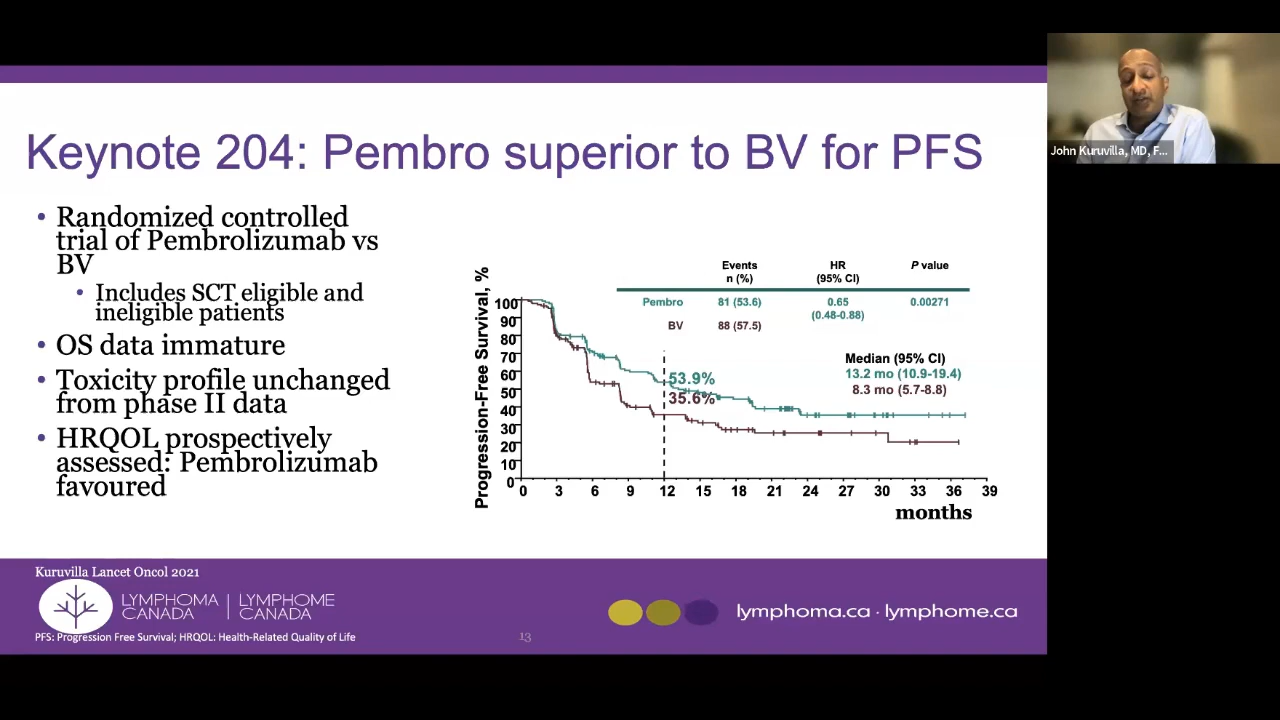 Keynote 204: Pembro superior to BV for PFS
John Kuruvilla, MD, F...
• Randomized controlled
trial of Pembrolizumab vs
BV
• Includes SCT eligible and
ineligible patients
• OS data immature
• Toxicity profile unchanged
from phase II data
• HRQOL prospectively
assessed: Pembrolizumab
favoured
Events
n (%)
HR
(95% CI)
P value
Pembro 81 (53.6) 0.65
(0.48-0.88) 0.00271
BV 88 (57.5)
Progression-Free Survival, %
100
90
80
70
60
50
40
30
20
10
0
53.9%
35.6%
Median (95% CI)
13.2 mo (10.9-19.4)
8.3 mo (5.7-8.8)
0 3 6 9 12 15 18 21 24 27 30 33 36 39
months
Kuruvilla Lancet Oncol 2021
LYMPHOMA CANADA
LYMPHOME CANADA
lymphoma.ca · lymphome.ca
PFS: Progression Free Survival; HRQOL: Health-Related Quality of Life
13